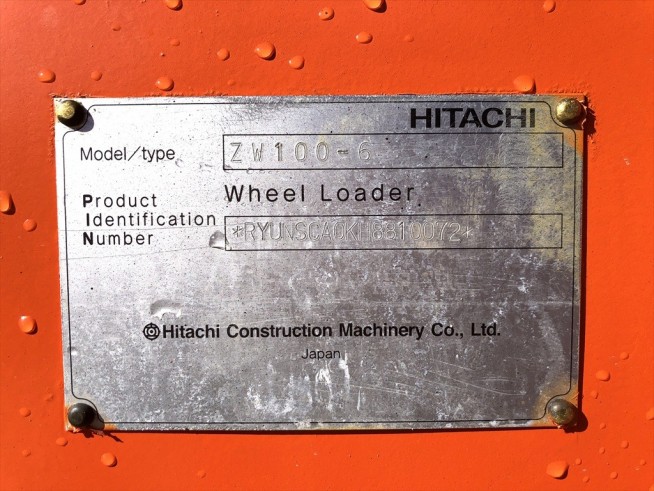 HITACHI
Model/type ZW100-6
Wheel Loader
Product
Identification
Number
Hitachi Construction Machinery Co., Ltd.
Japan